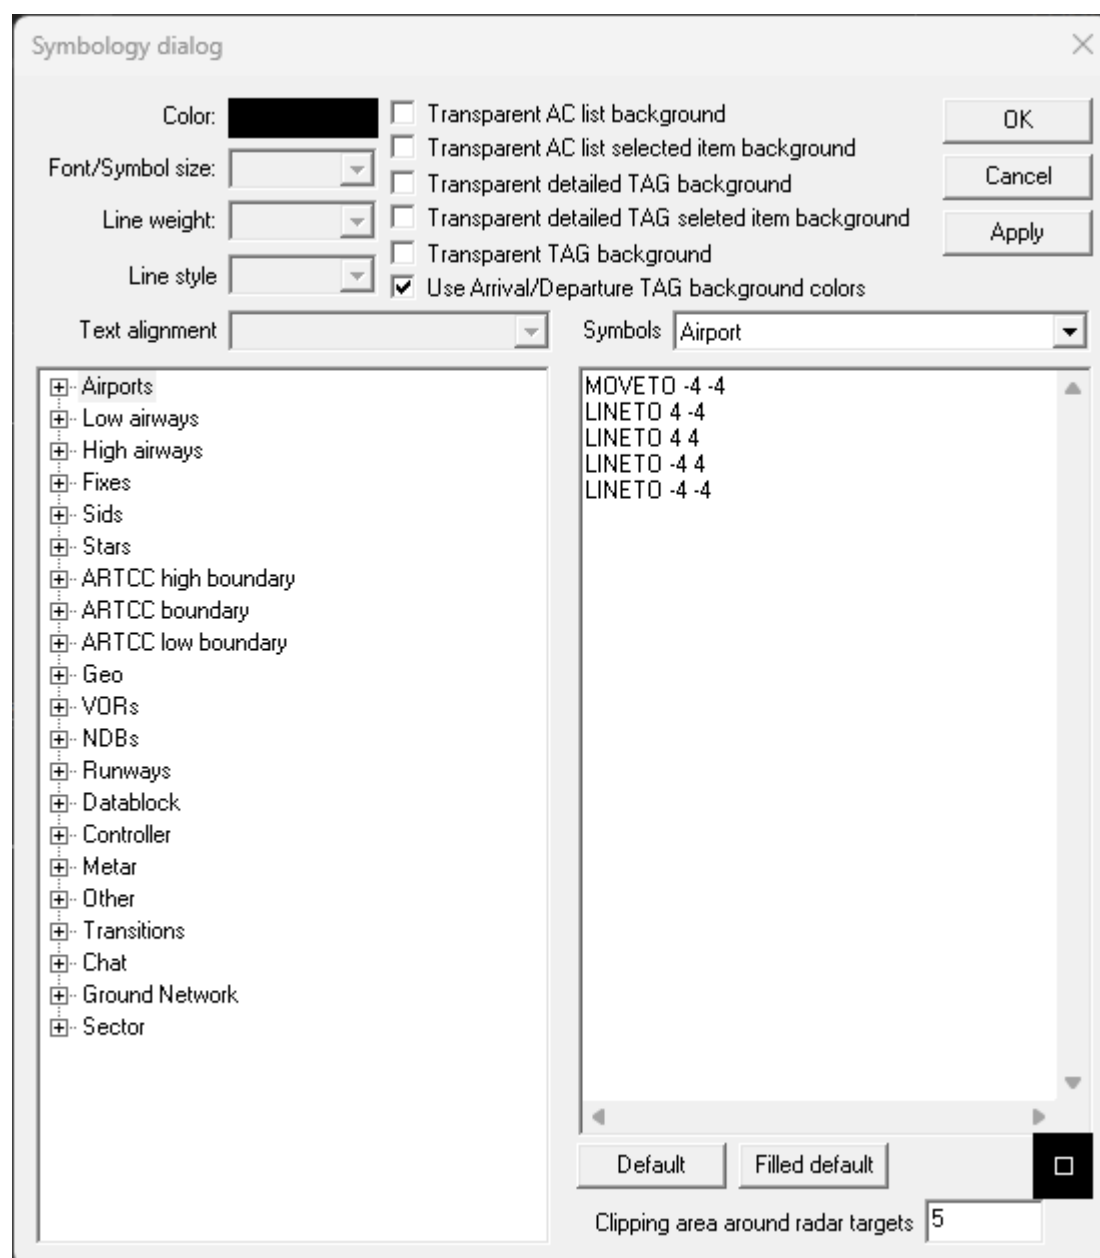 Symbology dialog
Color:
Transparent AC list background
OK
Transparent AC list selected item background
Font/Symbol size:
Transparent detailed TAG background
Cancel
Line weight:
Transparent detailed TAG seleted item background
Apply
Transparent TAG background
Line style
Use Arrival/Departure TAG background colors
Text alignment
Symbols
Airport
Airports
Low airways
High airways
Fixes
Sids
Stars
ARTCC high boundary
ARTCC boundary
ARTCC low boundary
Geo
VORs
NDBs
Runways
Datablock
Controller
Metar
Other
Transitions
Chat
Ground Network
Sector
MOVETO -4 -4
LINETO 4 -4
LINETO 4 4
LINETO -4 4
LINETO -4 -4
Default
Filled default
Clipping area around radar targets
5